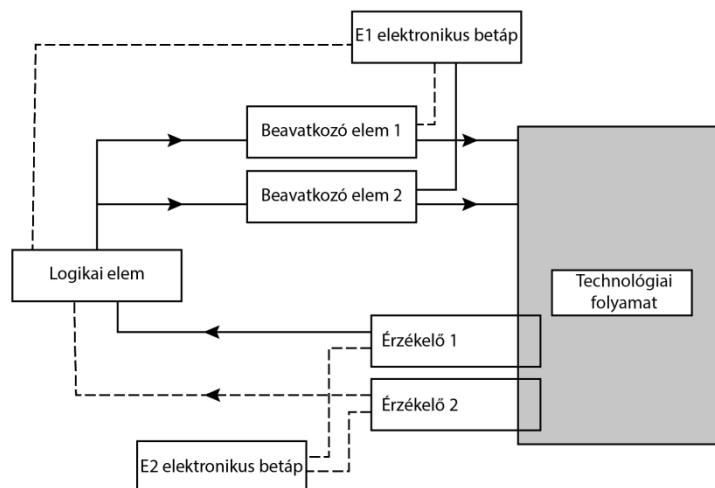 E1 elektronikus betáp
Beavatkozó elem 1
Beavatkozó elem 2
Logikai elem
Technológiai
folyamat
Érzékelő 1
Érzékelő 2
E2 elektronikus betáp